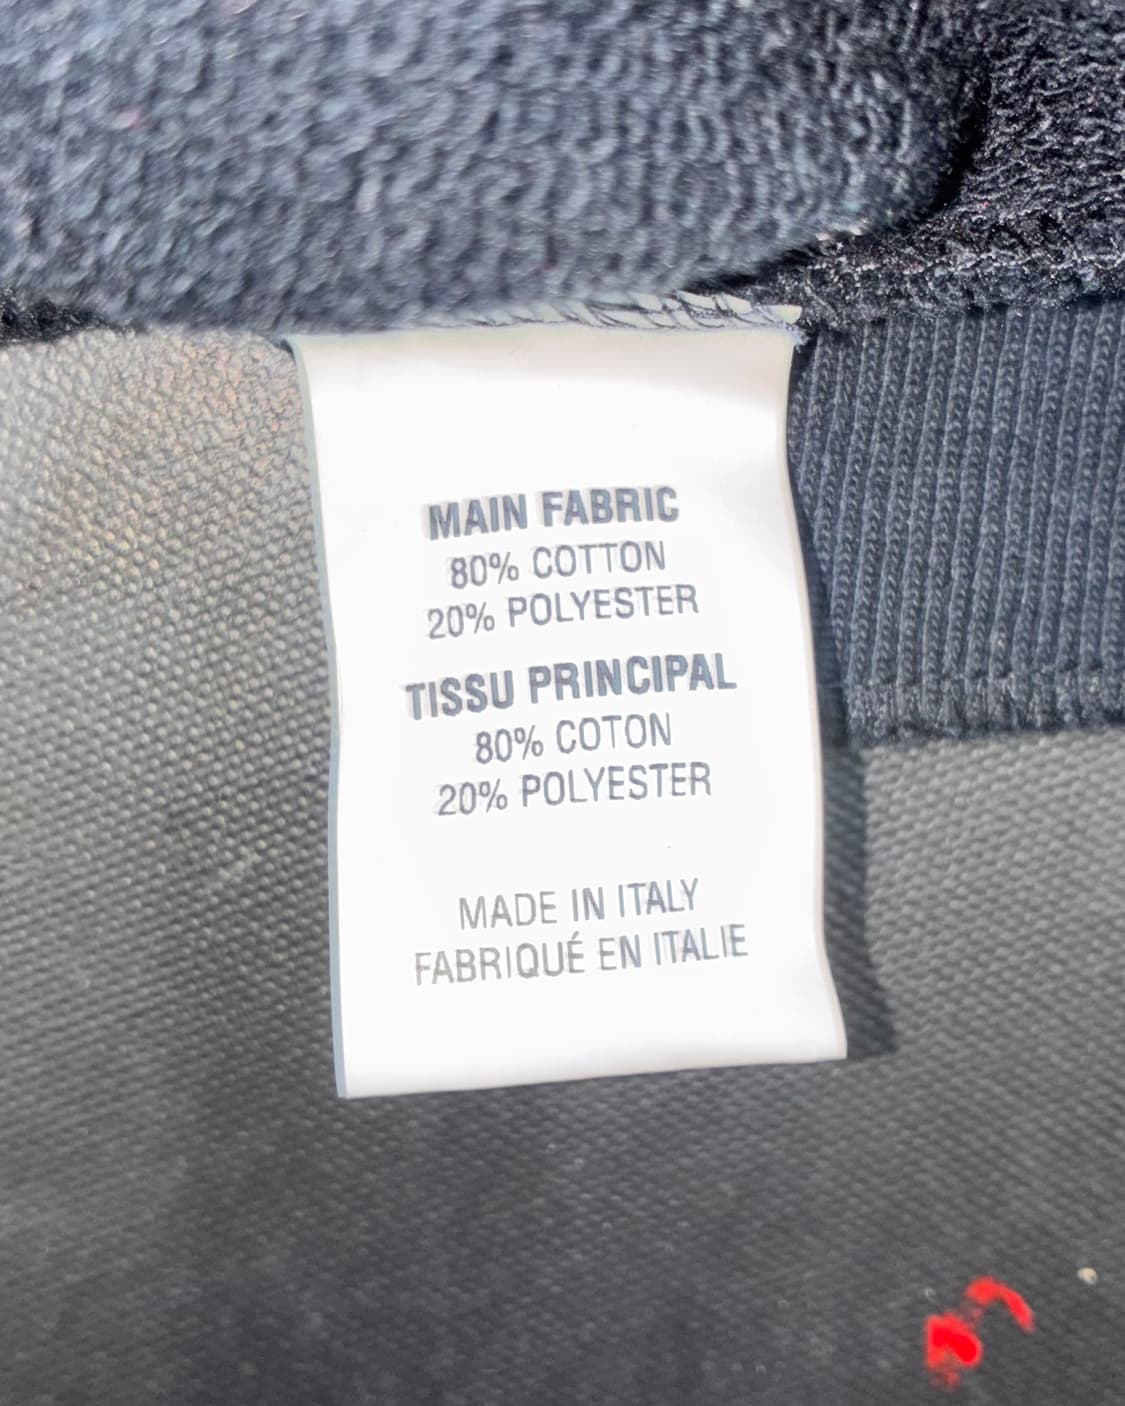 MAIN FABRIC
80% COTTON
20% POLYESTER
TISSU PRINCIPAL
80% COTON
20% POLYESTER
MADE IN ITALY
FABRIQUÉ EN ITALIE